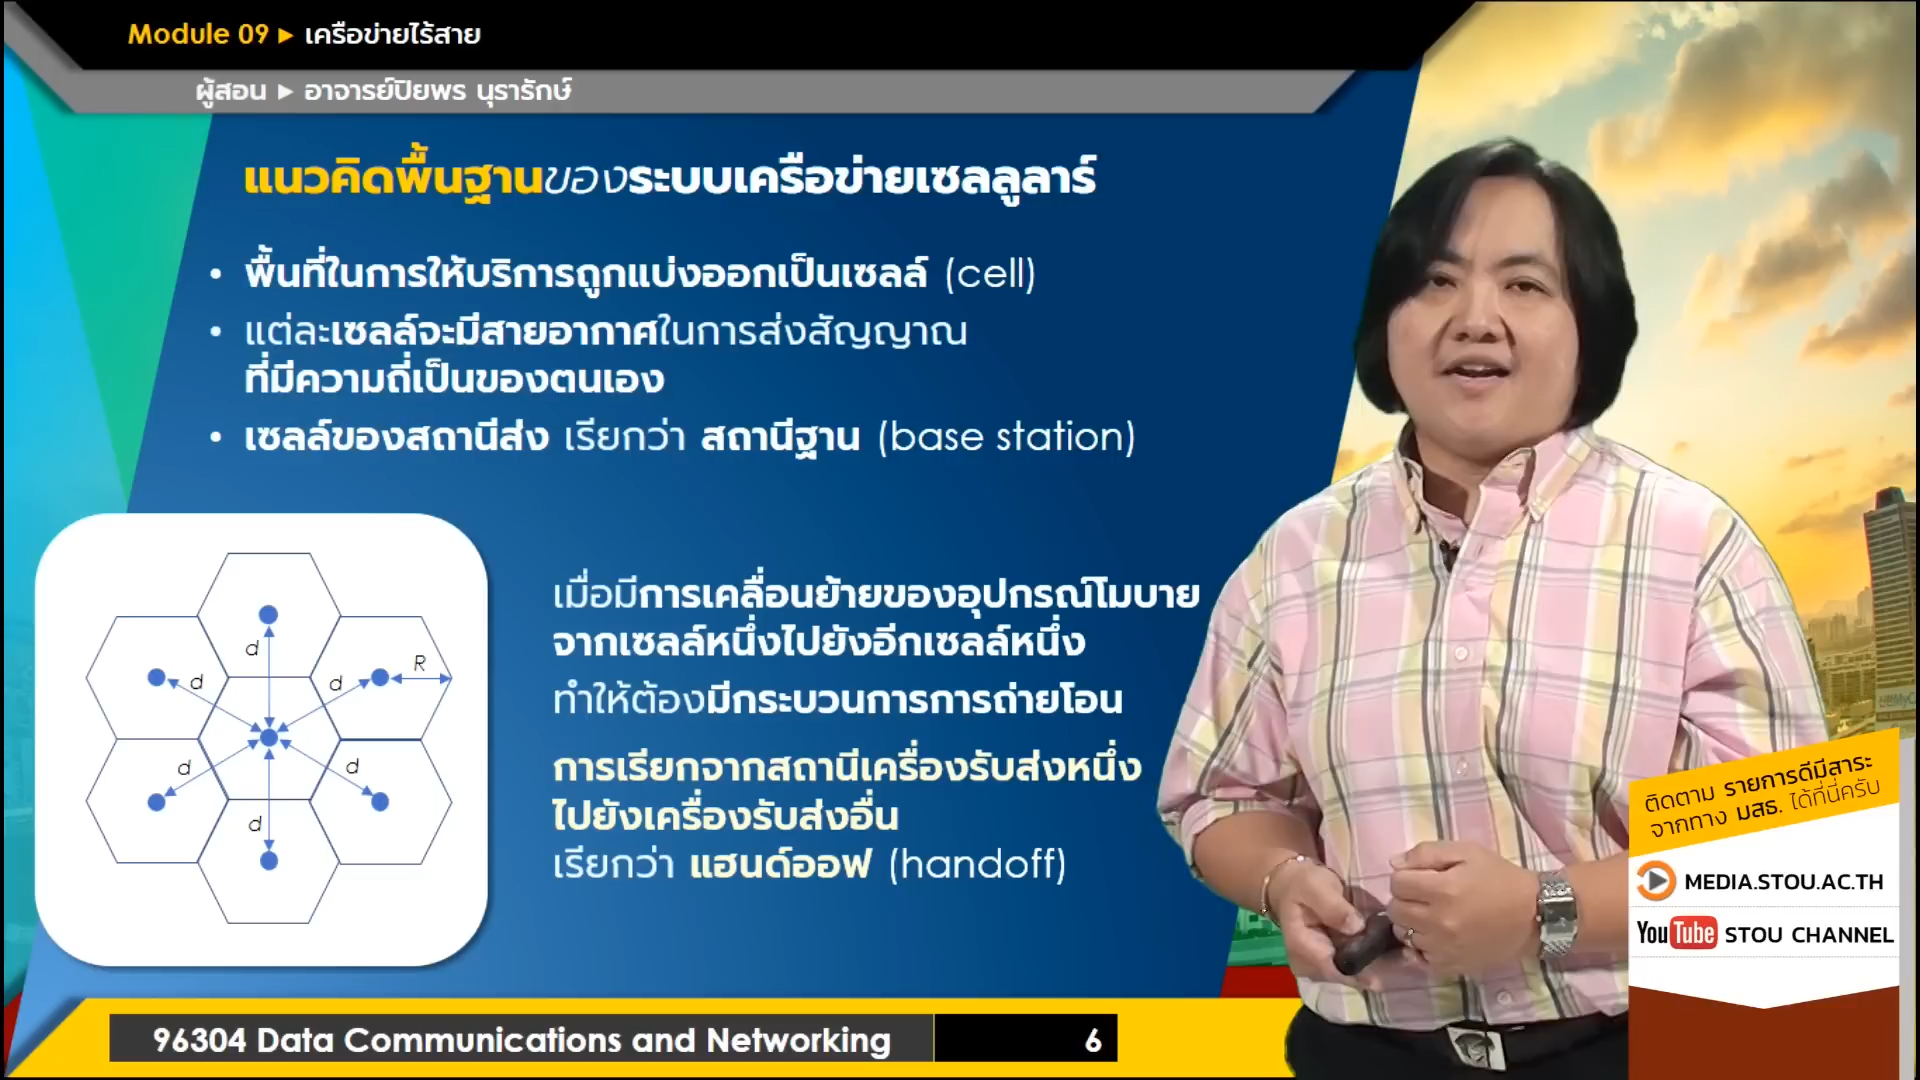 Module 09 ▸ เครือข่ายไร้สาย
ผู้สอน ▸ อาจารย์ปิยพร นุรารักษ์
แนวคิดพื้นฐานของระบบเครือข่ายเซลลูลาร์
• พื้นที่ในการให้บริการถูกแบ่งออกเป็นเซลล์ (cell)
• แต่ละเซลล์จะมีสายอากาศในการส่งสัญญาณ
ที่มีความถี่เป็นของตนเอง
• เซลล์ของสถานีส่ง เรียกว่า สถานีฐาน (base station)
d
R
d
d
d
d
d
เมื่อมีการเคลื่อนย้ายของอุปกรณ์โมบาย
จากเซลล์หนึ่งไปยังอีกเซลล์หนึ่ง
ทำให้ต้องมีกระบวนการการถ่ายโอน
การเรียกจากสถานีเครื่องรับส่งหนึ่ง
ไปยังเครื่องรับส่งอื่น
เรียกว่า แฮนด์ออฟ (handoff)
ติดตาม รายการดีมีสาระ
จากทาง มสธ. ได้ที่นี่ครับ
MEDIA.STOU.AC.TH
YouTube STOU CHANNEL
96304 Data Communications and Networking
6